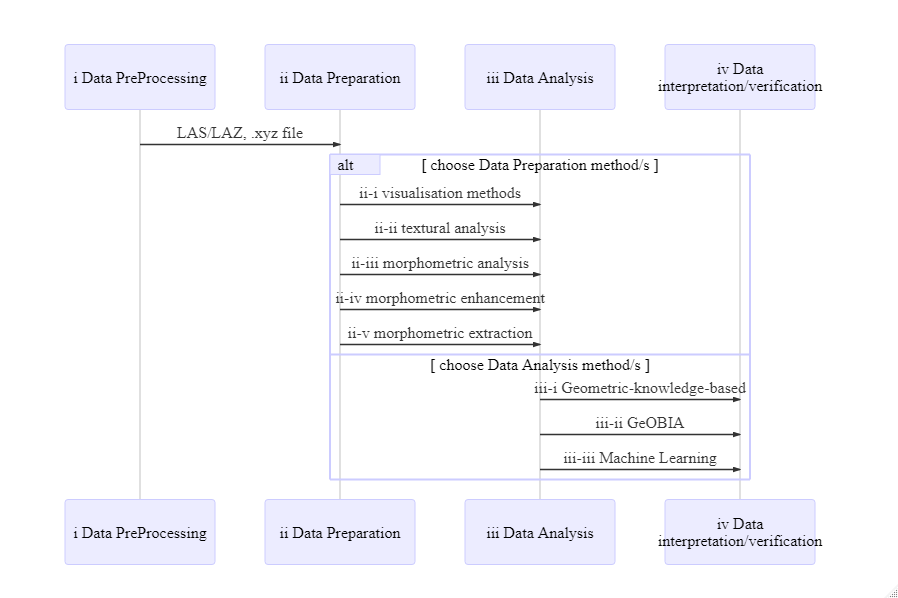 i Data PreProcessing
ii Data Preparation
iii Data Analysis
iv Data
interpretation/verification
LAS/LAZ, .xyz file
alt
[ choose Data Preparation method/s ]
ii-i visualisation methods
ii-ii textural analysis
ii-iii morphometric analysis
ii-iv morphometric enhancement
ii-v morphometric extraction
[ choose Data Analysis method/s ]
iii-i Geometric-knowledge-based
iii-ii GeOBIA
iii-iii Machine Learning
i Data PreProcessing
ii Data Preparation
iii Data Analysis
iv Data
interpretation/verification